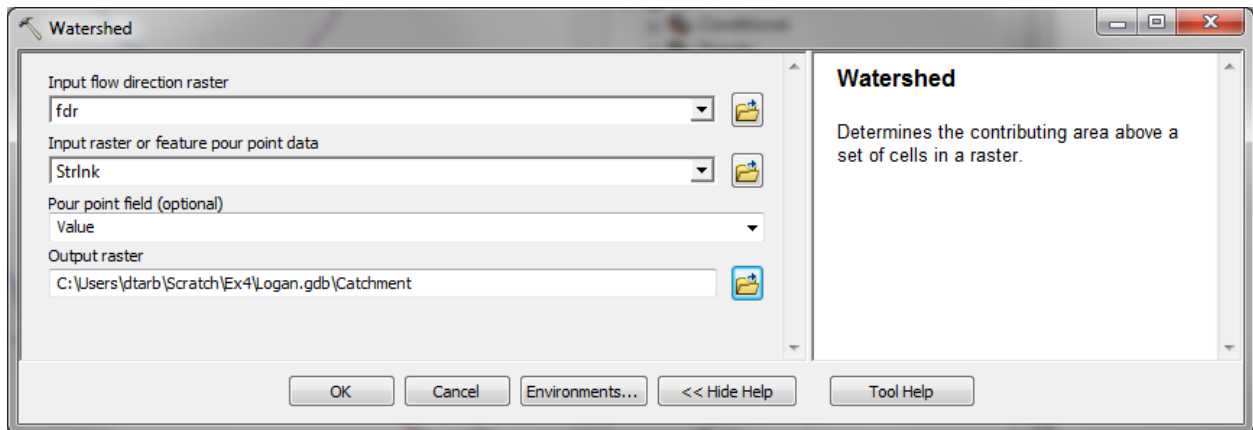 Watershed
Conditional
Input flow direction raster
fdr
Input raster or feature pour point data
Strlnk
Pour point field (optional)
Value
Output raster
C:\Users\dtarb\Scratch\Ex4\Logan.gdb\Catchment
Watershed
Determines the contributing area above a
set of cells in a raster.
OK
Cancel
Environments...
<< Hide Help
Tool Help